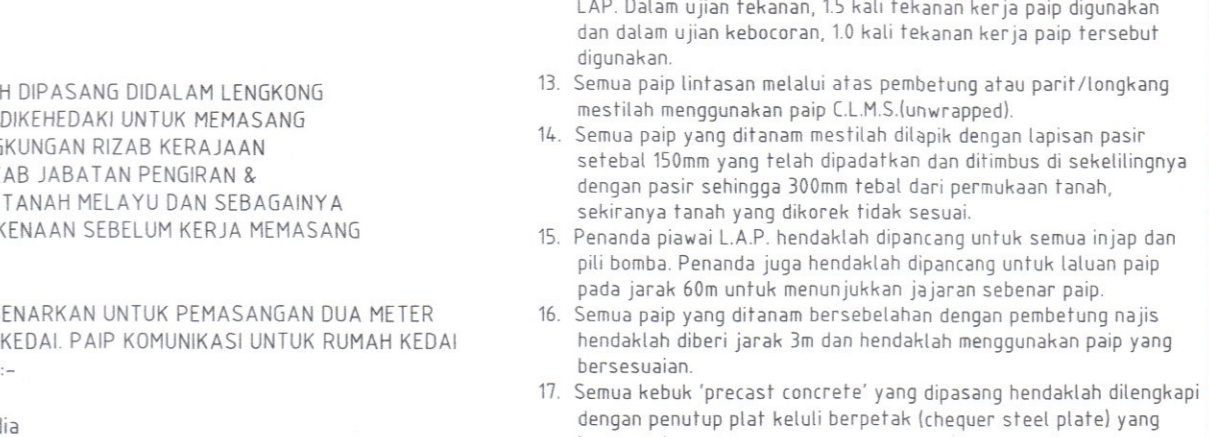 H DIPASANG DIDALAM LENGKONG
DIKEHEDAKI UNTUK MEMASANG
GKUNGAN RIZAB KERAJAAN
AB JABATAN PENGIRAN &
TANAH MELAYU DAN SEBAGAINYA
KENAAN SEBELUM KERJA MEMASANG
ENARKAN UNTUK PEMASANGAN DUA METER
KEDAI. PAIP KOMUNIKASI UNTUK RUMAH KEDAI
:-
lia
LAP. Dalam ujian tekanan, 1.5 kali tekanan kerja paip digunakan
dan dalam ujian kebocoran, 1.0 kali tekanan kerja paip tersebut
digunakan.
13. Semua paip lintasan melalui atas pembetung atau parit/longkang
mestilah menggunakan paip C.L.M.S.(unwrapped).
14. Semua paip yang ditanam mestilah dilapik dengan lapisan pasir
setebal 150mm yang telah dipadatkan dan ditimbus di sekelilingnya
dengan pasir sehingga 300mm tebal dari permukaan tanah,
sekiranya tanah yang dikorek tidak sesuai.
15. Penanda piawai L.A.P. hendaklah dipancang untuk semua injap dan
pili bomba. Penanda juga hendaklah dipancang untuk laluan paip
pada jarak 60m untuk menunjukkan jajaran sebenar paip.
16. Semua paip yang ditanam bersebelahan dengan pembetung najis
hendaklah diberi jarak 3m dan hendaklah menggunakan paip yang
bersesuaian.
17. Semua kebuk 'precast concrete' yang dipasang hendaklah dilengkapi
dengan penutup plat keluli berpetak (chequer steel plate) yang